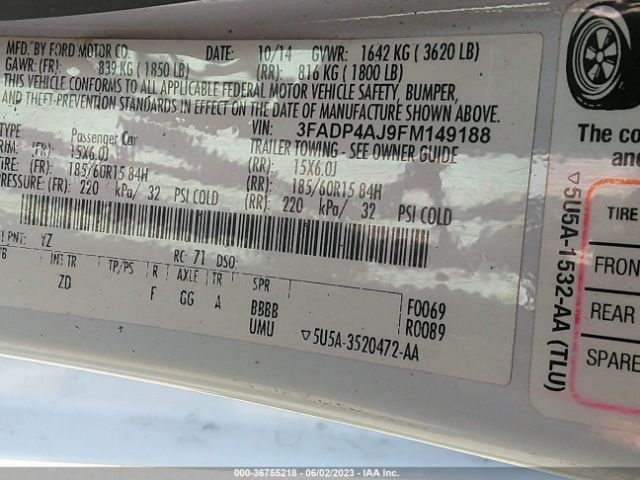 MFD. BY FORD MOTOR CO. DATE: 10/14 GVWR: 1642 KG ( 3620 LB)
GAWR: (FR): 839 KG ( 1850 LB) (RR): 816 KG ( 1800 LB)
THIS VEHICLE CONFORMS TO ALL APPLICABLE FEDERAL MOTOR VEHICLE SAFETY, BUMPER,
AND THEFT-PREVENTION STANDARDS IN EFFECT ON THE DATE OF MANUFACTURE SHOWN ABOVE.
VIN: 3FADP4AJ9FM149188
TYPE Passenger Car TRAILER TOWING - SEE OWNER GUIDE
RIM: (FR): 15X6.0J (RR): 15X6.0J
TIRE: (FR): 185/60R15 84H (RR): 185/60R15 84H
PRESSURE: (FR): 220 kPa/ 32 PSI COLD (RR): 220 kPa/ 32 PSI COLD
PNT: YZ RC: 71 DSO:
INT TR TP/PS R AXLE TR SPR
ZD F GG A BBBB F0069
UMU R0089
▽5U5A-3520472-AA
The co
and
▽5U5A-1532-AA (TLU)
TIRE
FRON
REAR
SPARE
000-36755218 - 06/02/2023 - IAA Inc.